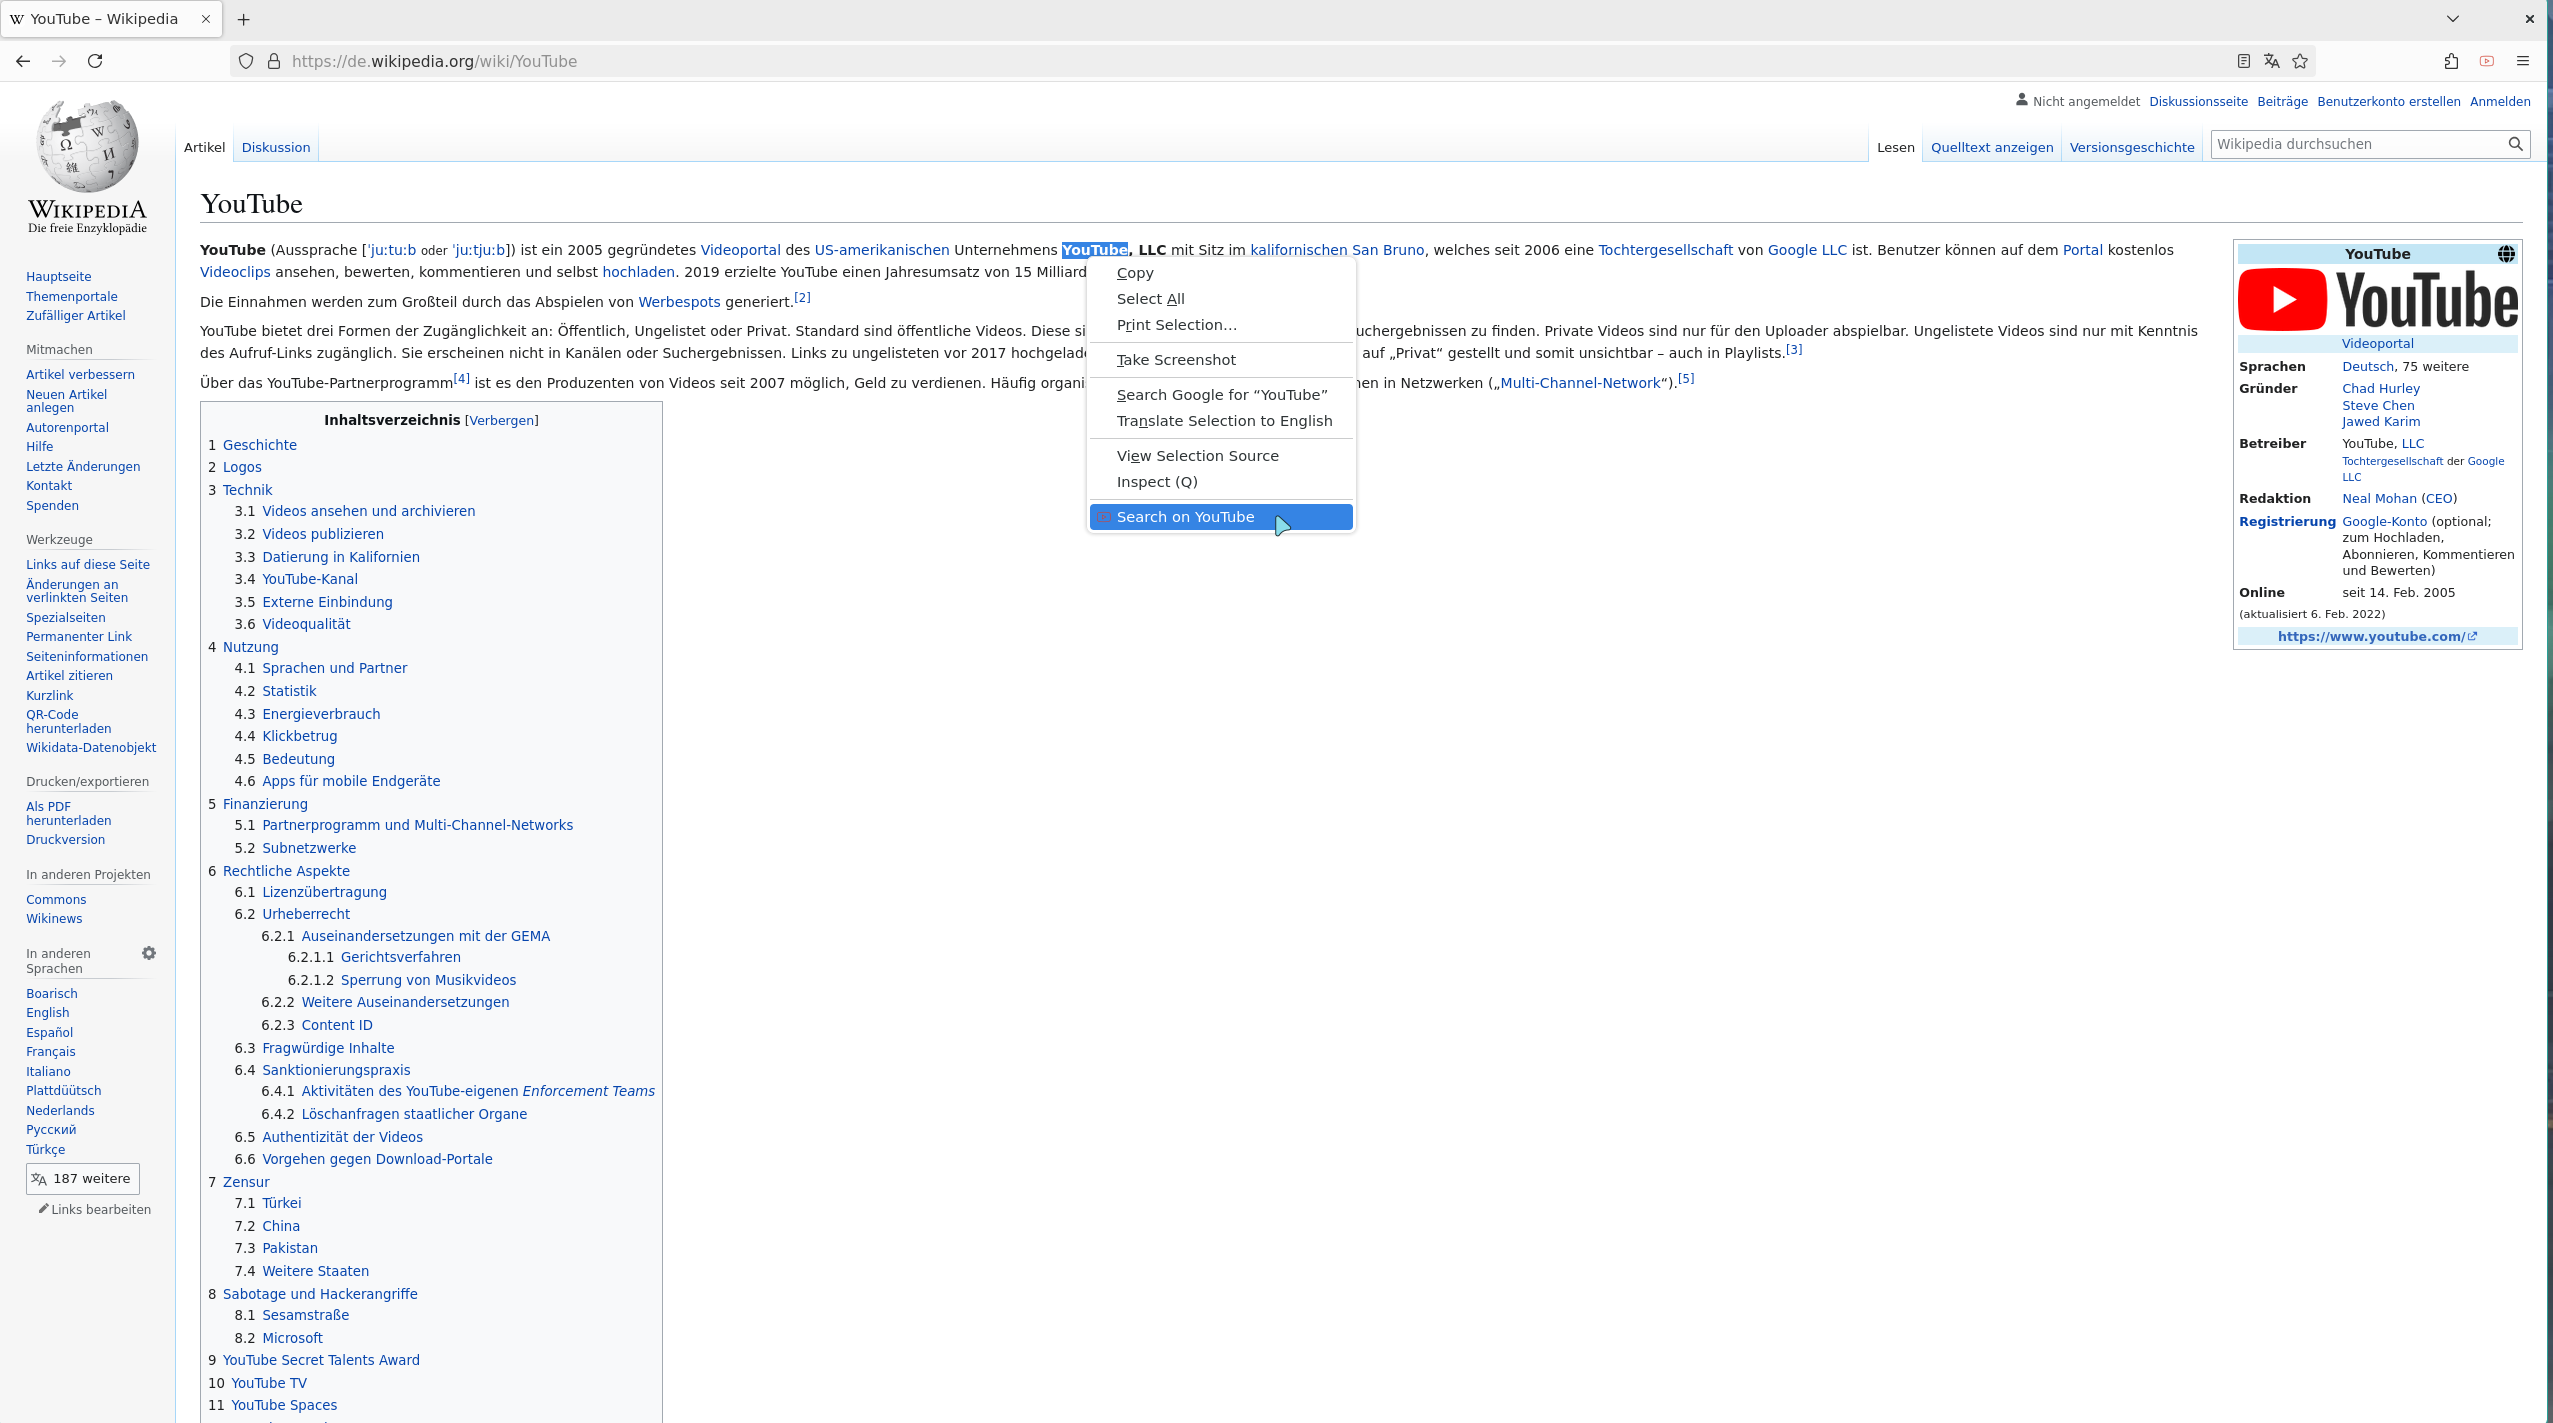 YouTube – Wikipedia
https://de.wikipedia.org/wiki/YouTube
Nicht angemeldet Diskussionsseite Beiträge Benutzerkonto erstellen Anmelden
Artikel Diskussion Lesen Quelltext anzeigen Versionsgeschichte Wikipedia durchsuchen
WIKIPEDIA
Die freie Enzyklopädie
Hauptseite
Themenportale
Zufälliger Artikel
Mitmachen
Artikel verbessern
Neuen Artikel
anlegen
Autorenportal
Hilfe
Letzte Änderungen
Kontakt
Spenden
Werkzeuge
Links auf diese Seite
Änderungen an
verlinkten Seiten
Spezialseiten
Permanenter Link
Seiteninformationen
Artikel zitieren
Kurzlink
QR-Code
herunterladen
Wikidata-Datenobjekt
Drucken/exportieren
Als PDF
herunterladen
Druckversion
In anderen Projekten
Commons
Wikinews
In anderen
Sprachen
Boarisch
English
Español
Français
Italiano
Plattdüütsch
Nederlands
Русский
Türkçe
187 weitere
Links bearbeiten
YouTube
YouTube (Aussprache [ˈjuːtuːb oder ˈjuːtjuːb]) ist ein 2005 gegründetes Videoportal des US-amerikanischen Unternehmens YouTube, LLC mit Sitz im kalifornischen San Bruno, welches seit 2006 eine Tochtergesellschaft von Google LLC ist. Benutzer können auf dem Portal kostenlos
Videoclips ansehen, bewerten, kommentieren und selbst hochladen. 2019 erzielte YouTube einen Jahresumsatz von 15 Milliard
Die Einnahmen werden zum Großteil durch das Abspielen von Werbespots generiert.[2]
YouTube bietet drei Formen der Zugänglichkeit an: Öffentlich, Ungelistet oder Privat. Standard sind öffentliche Videos. Diese si uchergebnissen zu finden. Private Videos sind nur für den Uploader abspielbar. Ungelistete Videos sind nur mit Kenntnis
des Aufruf-Links zugänglich. Sie erscheinen nicht in Kanälen oder Suchergebnissen. Links zu ungelisteten vor 2017 hochgelade auf „Privat“ gestellt und somit unsichtbar – auch in Playlists.[3]
Über das YouTube-Partnerprogramm[4] ist es den Produzenten von Videos seit 2007 möglich, Geld zu verdienen. Häufig organi en in Netzwerken („Multi-Channel-Network“).[5]
Copy
Select All
Print Selection...
Take Screenshot
Search Google for “YouTube”
Translate Selection to English
View Selection Source
Inspect (Q)
Search on YouTube
Inhaltsverzeichnis [Verbergen]
1 Geschichte
2 Logos
3 Technik
3.1 Videos ansehen und archivieren
3.2 Videos publizieren
3.3 Datierung in Kalifornien
3.4 YouTube-Kanal
3.5 Externe Einbindung
3.6 Videoqualität
4 Nutzung
4.1 Sprachen und Partner
4.2 Statistik
4.3 Energieverbrauch
4.4 Klickbetrug
4.5 Bedeutung
4.6 Apps für mobile Endgeräte
5 Finanzierung
5.1 Partnerprogramm und Multi-Channel-Networks
5.2 Subnetzwerke
6 Rechtliche Aspekte
6.1 Lizenzübertragung
6.2 Urheberrecht
6.2.1 Auseinandersetzungen mit der GEMA
6.2.1.1 Gerichtsverfahren
6.2.1.2 Sperrung von Musikvideos
6.2.2 Weitere Auseinandersetzungen
6.2.3 Content ID
6.3 Fragwürdige Inhalte
6.4 Sanktionierungspraxis
6.4.1 Aktivitäten des YouTube-eigenen Enforcement Teams
6.4.2 Löschanfragen staatlicher Organe
6.5 Authentizität der Videos
6.6 Vorgehen gegen Download-Portale
7 Zensur
7.1 Türkei
7.2 China
7.3 Pakistan
7.4 Weitere Staaten
8 Sabotage und Hackerangriffe
8.1 Sesamstraße
8.2 Microsoft
9 YouTube Secret Talents Award
10 YouTube TV
11 YouTube Spaces
YouTube
YouTube
Videoportal
Sprachen Deutsch, 75 weitere
Gründer Chad Hurley
Steve Chen
Jawed Karim
Betreiber YouTube, LLC
Tochtergesellschaft der Google
LLC
Redaktion Neal Mohan (CEO)
Registrierung Google-Konto (optional;
zum Hochladen,
Abonnieren, Kommentieren
und Bewerten)
Online seit 14. Feb. 2005
(aktualisiert 6. Feb. 2022)
https://www.youtube.com/